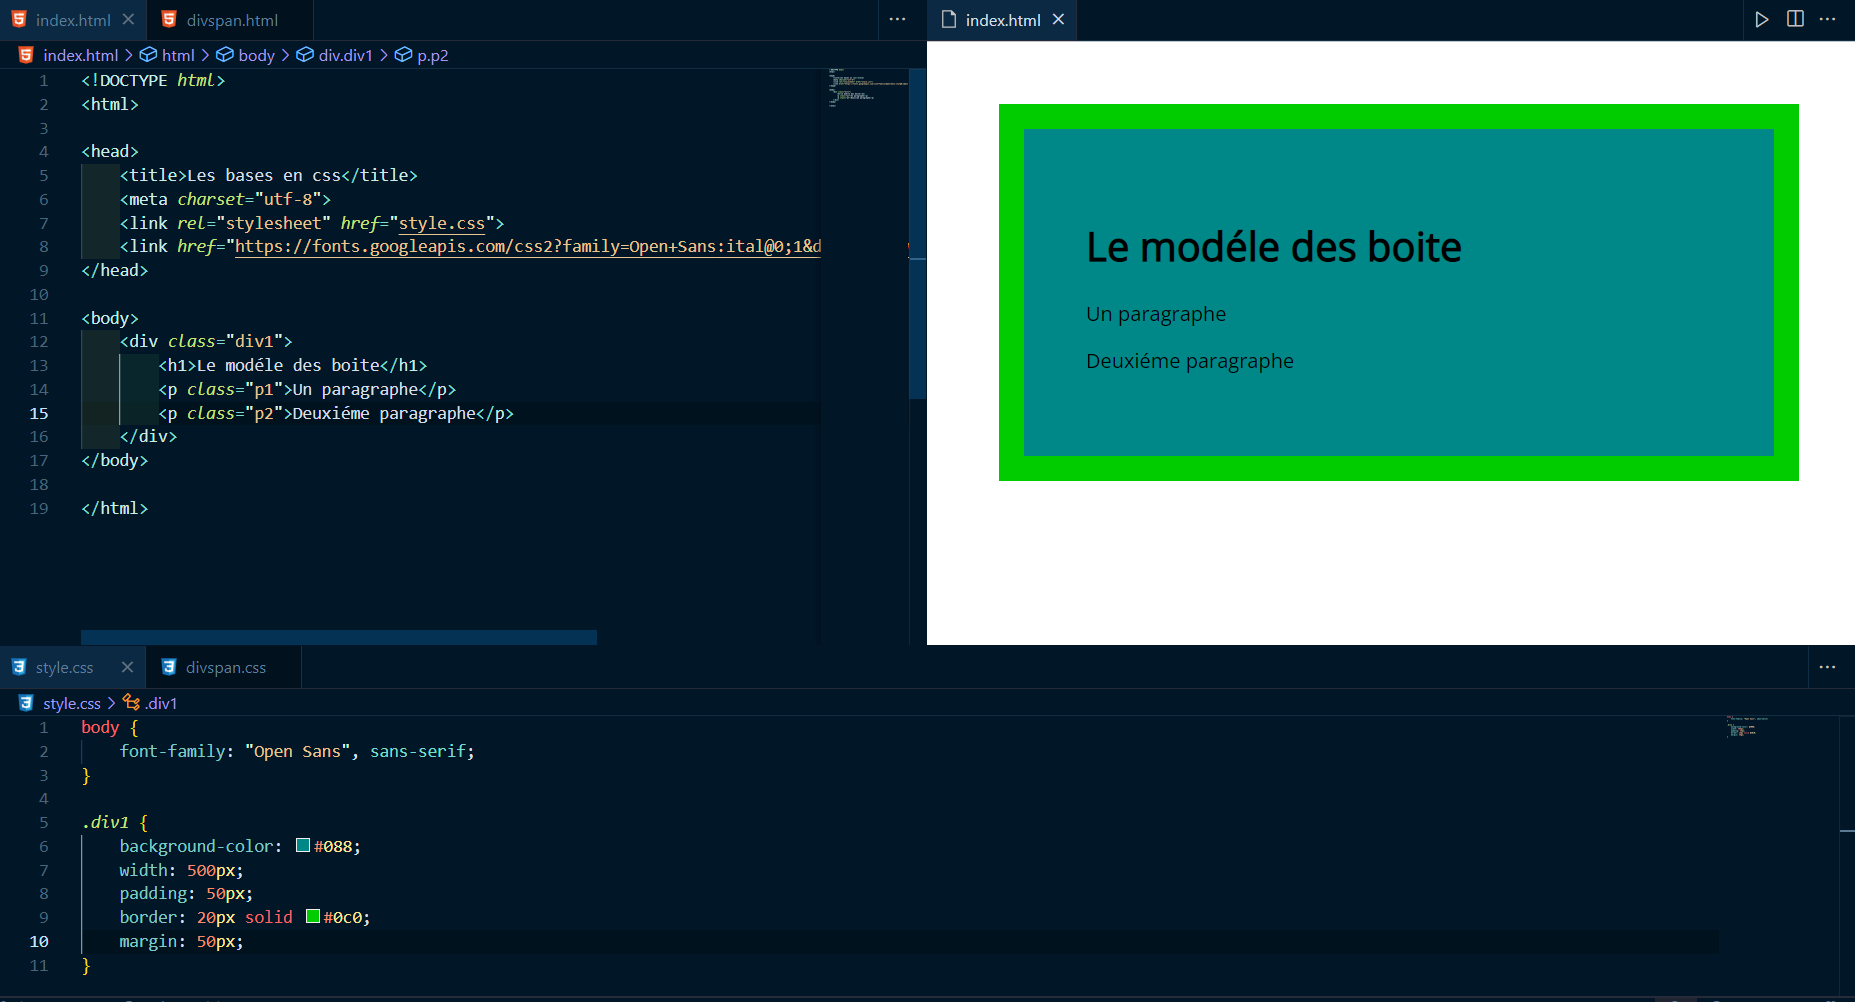 index.html
divspan.html
index.html > html > body > div.div1 > p.p2
1 <!DOCTYPE html>
2 <html>
3
4 <head>
5 <title>Les bases en css</title>
6 <meta charset="utf-8">
7 <link rel="stylesheet" href="style.css">
8 <link href="https://fonts.googleapis.com/css2?family=Open+Sans:ital@0;1&d
9 </head>
10
11 <body>
12 <div class="div1">
13 <h1>Le modéle des boite</h1>
14 <p class="p1">Un paragraphe</p>
15 <p class="p2">Deuxiéme paragraphe</p>
16 </div>
17 </body>
18
19 </html>
index.html
Le modéle des boite
Un paragraphe
Deuxiéme paragraphe
style.css
divspan.css
style.css > .div1
1 body {
2 font-family: "Open Sans", sans-serif;
3 }
4
5 .div1 {
6 background-color: #088;
7 width: 500px;
8 padding: 50px;
9 border: 20px solid #0c0;
10 margin: 50px;
11 }